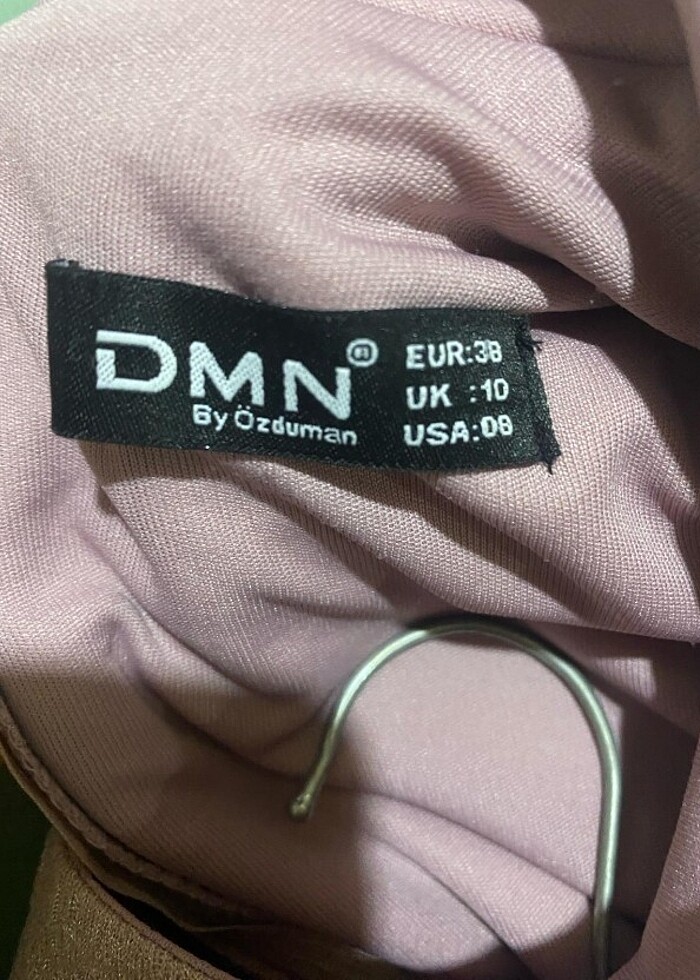 DMN®
By Özduman
EUR:38
UK :10
USA:08